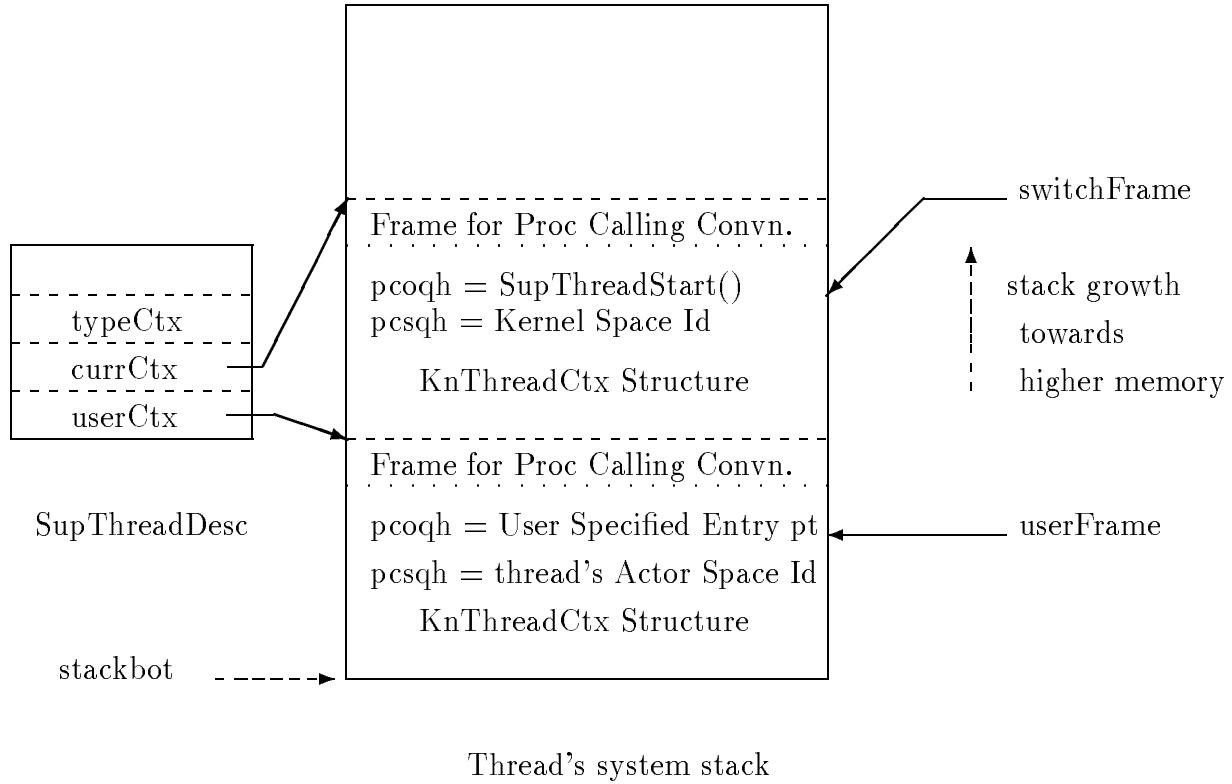 switchFrame
Frame for Proc Calling Convn.
pcoqh = SupThreadStart()
stack growth
typeCtx
pcsqh = Kernel Space Id
towards
currCtx
KnThreadCtx Structure
higher memory
userCtx
Frame for Proc Calling Convn.
SupThreadDesc
pcoqh = User Specified Entry pt
userFrame
pcsqh = thread's Actor Space Id
KnThreadCtx Structure
stackbot
Thread's system stack